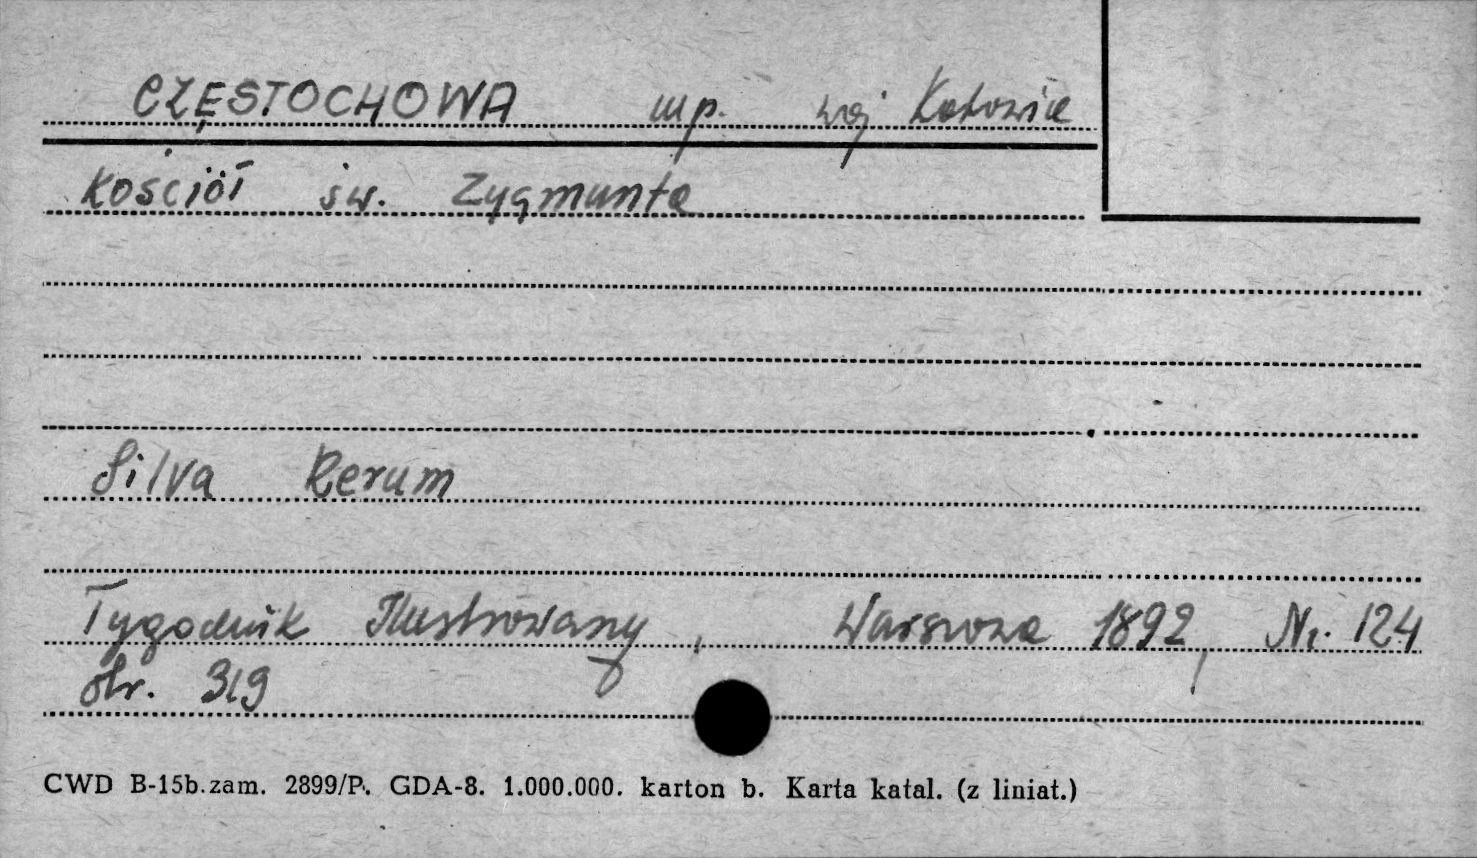 CZĘSTOCHOWA mp. woj Katowice
Kościół św. Zygmunta
Silva Rerum
Tygodnik Ilustrowany, Warszawa 1892, Nr. 124
str. 319
CWD B-15b.zam. 2899/P. GDA-8. 1.000.000. karton b. Karta katal. (z liniat.)